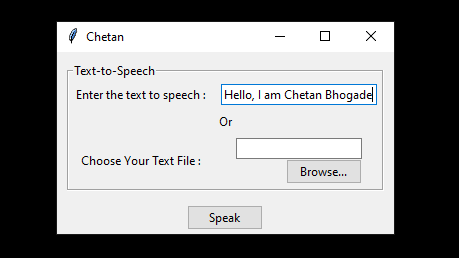 Chetan
Text-to-Speech
Enter the text to speech : Hello, I am Chetan Bhogade
Or
Choose Your Text File :
Browse...
Speak